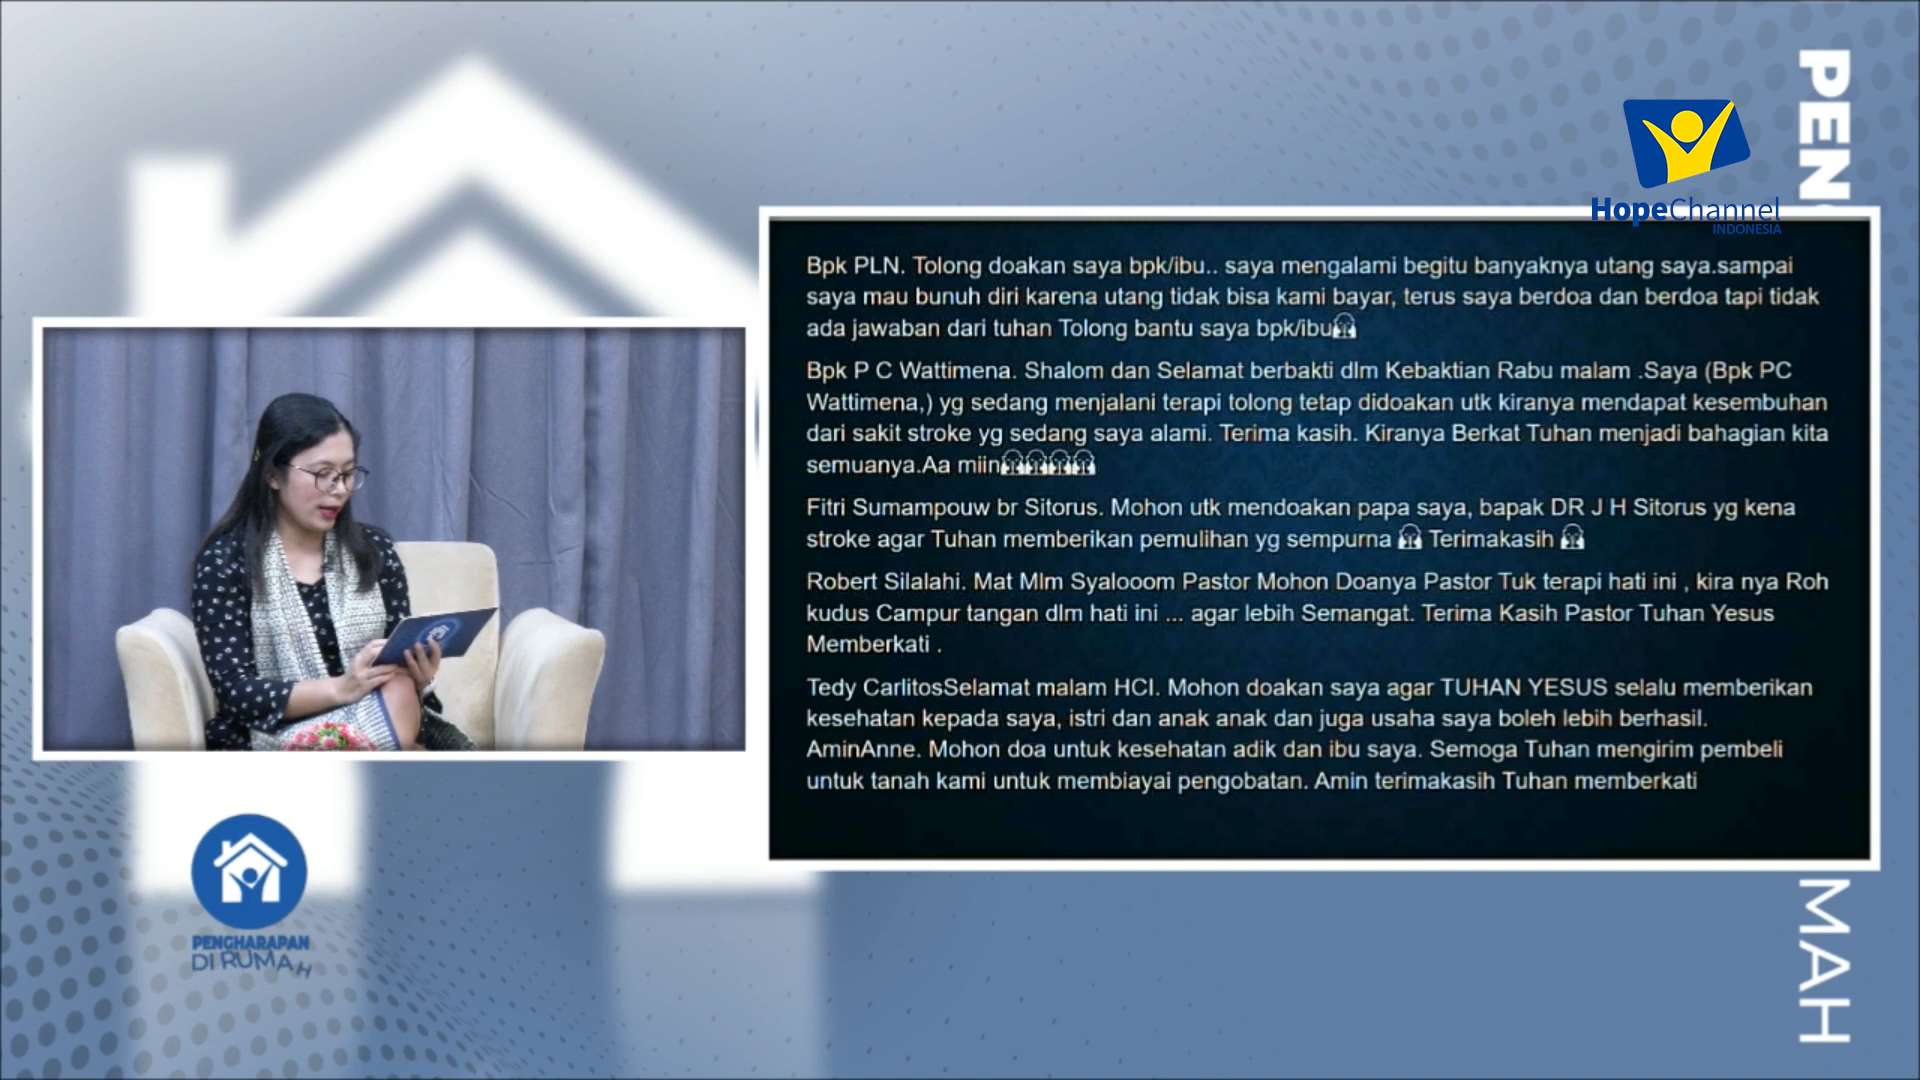 PEN
HopeChannel
INDONESIA
Bpk PLN. Tolong doakan saya bpk/ibu.. saya mengalami begitu banyaknya utang saya.sampai
saya mau bunuh diri karena utang tidak bisa kami bayar, terus saya berdoa dan berdoa tapi tidak
ada jawaban dari tuhan Tolong bantu saya bpk/ibu
Bpk P C Wattimena. Shalom dan Selamat berbakti dlm Kebaktian Rabu malam .Saya (Bpk PC
Wattimena,) yg sedang menjalani terapi tolong tetap didoakan utk kiranya mendapat kesembuhan
dari sakit stroke yg sedang saya alami. Terima kasih. Kiranya Berkat Tuhan menjadi bahagian kita
semuanya.Aa miin
Fitri Sumampouw br Sitorus. Mohon utk mendoakan papa saya, bapak DR J H Sitorus yg kena
stroke agar Tuhan memberikan pemulihan yg sempurna Terimakasih
Robert Silalahi. Mat Mlm Syalooom Pastor Mohon Doanya Pastor Tuk terapi hati ini , kira nya Roh
kudus Campur tangan dlm hati ini ... agar lebih Semangat. Terima Kasih Pastor Tuhan Yesus
Memberkati .
Tedy CarlitosSelamat malam HCI. Mohon doakan saya agar TUHAN YESUS selalu memberikan
kesehatan kepada saya, istri dan anak anak dan juga usaha saya boleh lebih berhasil.
AminAnne. Mohon doa untuk kesehatan adik dan ibu saya. Semoga Tuhan mengirim pembeli
untuk tanah kami untuk membiayai pengobatan. Amin terimakasih Tuhan memberkati
PENGHARAPAN
DI RUMAH
MAH